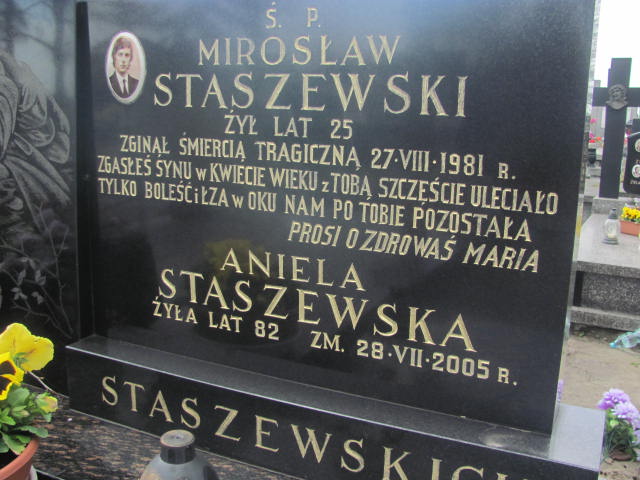 Ś. P.
MIROSŁAW
STASZEWSKI
ŻYŁ LAT 25
ZGINĄŁ ŚMIERCIĄ TRAGICZNĄ 27·VIII·1981 R.
ZGASŁEŚ SYNU W KWIECIE WIEKU Z TOBĄ SZCZĘŚCIE ULECIAŁO
TYLKO BOLEŚĆ I ŁZA W OKU NAM PO TOBIE POZOSTAŁA
PROSI O ZDROWAŚ MARIA
ANIELA
STASZEWSKA
ŻYŁA LAT 82 ZM. 28·VII·2005 R.
STASZEWSKICH